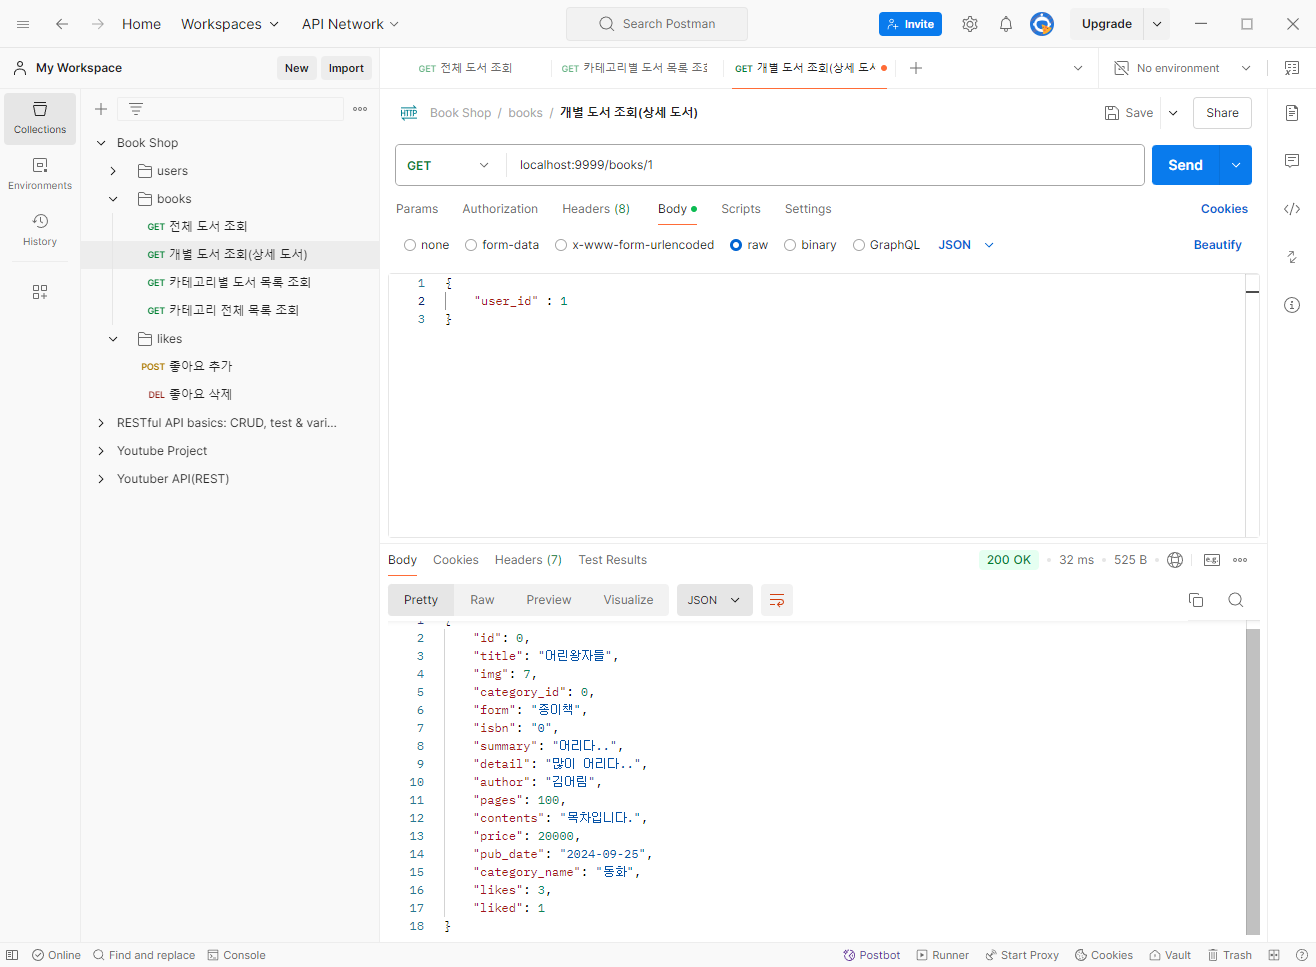 Home Workspaces API Network Search Postman Invite Upgrade
My Workspace New Import GET 전체 도서 조회 GET 카테고리별 도서 목록 조회 GET 개별 도서 조회(상세 도서 No environment
Collections
Environments
History
Book Shop
users
books
GET 전체 도서 조회
GET 개별 도서 조회(상세 도서)
GET 카테고리별 도서 목록 조회
GET 카테고리 전체 목록 조회
likes
POST 좋아요 추가
DEL 좋아요 삭제
RESTful API basics: CRUD, test & vari...
Youtube Project
Youtuber API(REST)
HTTP Book Shop / books / 개별 도서 조회(상세 도서) Save Share
GET localhost:9999/books/1 Send
Params Authorization Headers (8) Body Scripts Settings Cookies
none form-data x-www-form-urlencoded raw binary GraphQL JSON Beautify
1 {
2 "user_id" : 1
3 }
Body Cookies Headers (7) Test Results 200 OK 32 ms 525 B e.g.
Pretty Raw Preview Visualize JSON
1 {
2 "id": 0,
3 "title": "어린왕자들",
4 "img": 7,
5 "category_id": 0,
6 "form": "종이책",
7 "isbn": "0",
8 "summary": "어리다..",
9 "detail": "많이 어리다..",
10 "author": "김어림",
11 "pages": 100,
12 "contents": "목차입니다.",
13 "price": 20000,
14 "pub_date": "2024-09-25",
15 "category_name": "동화",
16 "likes": 3,
17 "liked": 1
18 }
Online Find and replace Console Postbot Runner Start Proxy Cookies Vault Trash